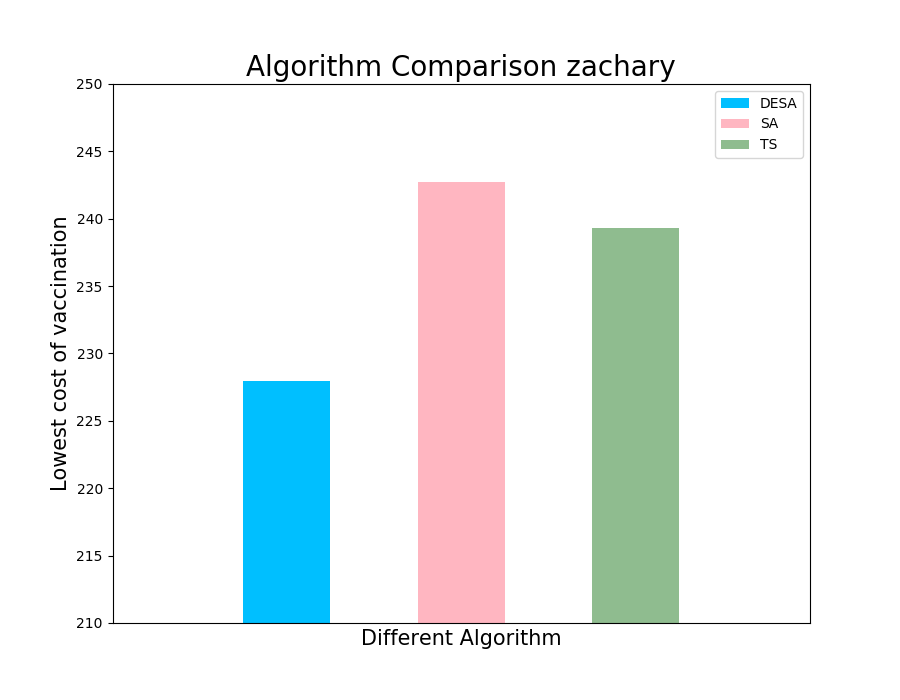 Algorithm Comparison zachary
250
245
240
235
230
225
220
215
210
Lowest cost of vaccination
Different Algorithm
DESA
SA
TS